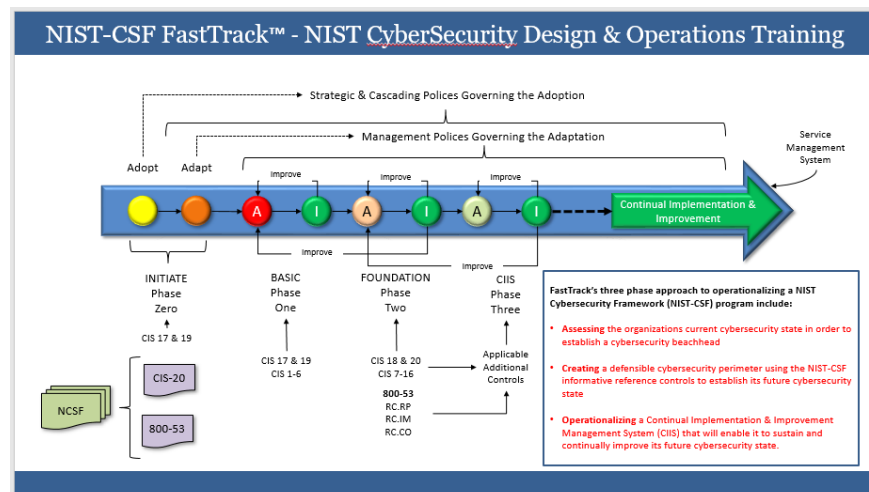 NIST-CSF FastTrack™ - NIST CyberSecurity Design & Operations Training
Strategic & Cascading Polices Governing the Adoption
Management Polices Governing the Adaptation
Service
Management
System
Adopt
Adapt
Improve
Improve
Improve
A
I
A
I
A
I
Continual Implementation &
Improvement
Improve
Improve
INITIATE
Phase
Zero
CIS 17 & 19
BASIC
Phase
One
CIS 17 & 19
CIS 1-6
FOUNDATION
Phase
Two
CIS 18 & 20
CIS 7-16
800-53
RC.RP
RC.IM
RC.CO
CIIS
Phase
Three
Applicable
Additional
Controls
NCSF
CIS-20
800-53
FastTrack's three phase approach to operationalizing a NIST
Cybersecurity Framework (NIST-CSF) program include:
• Assessing the organizations current cybersecurity state in order to
establish a cybersecurity beachhead
• Creating a defensible cybersecurity perimeter using the NIST-CSF
informative reference controls to establish its future cybersecurity
state
• Operationalizing a Continual Implementation & Improvement
Management System (CIIS) that will enable it to sustain and
continually improve its future cybersecurity state.